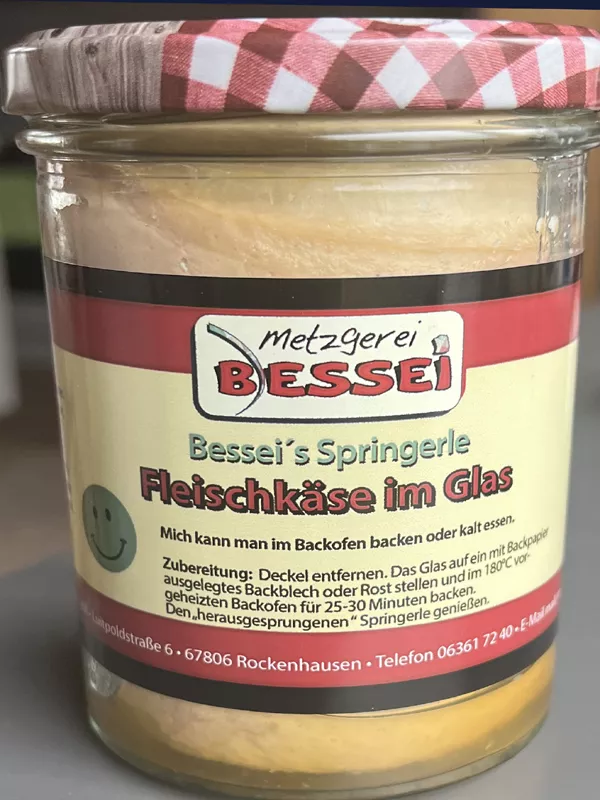 Metzgerei
BESSEI
Bessei´s Springerle
Fleischkäse im Glas
Mich kann man im Backofen backen oder kalt essen.
Zubereitung: Deckel entfernen. Das Glas auf ein mit Backpapier
ausgelegtes Backblech oder Rost stellen und im 180°C vor-
geheizten Backofen für 25-30 Minuten backen.
Den „herausgesprungenen“ Springerle genießen.
Luitpoldstraße 6 • 67806 Rockenhausen • Telefon 06361 72 40 • E-Mail